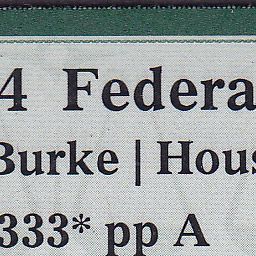 4 Federa
Burke | Hous
333* pp A